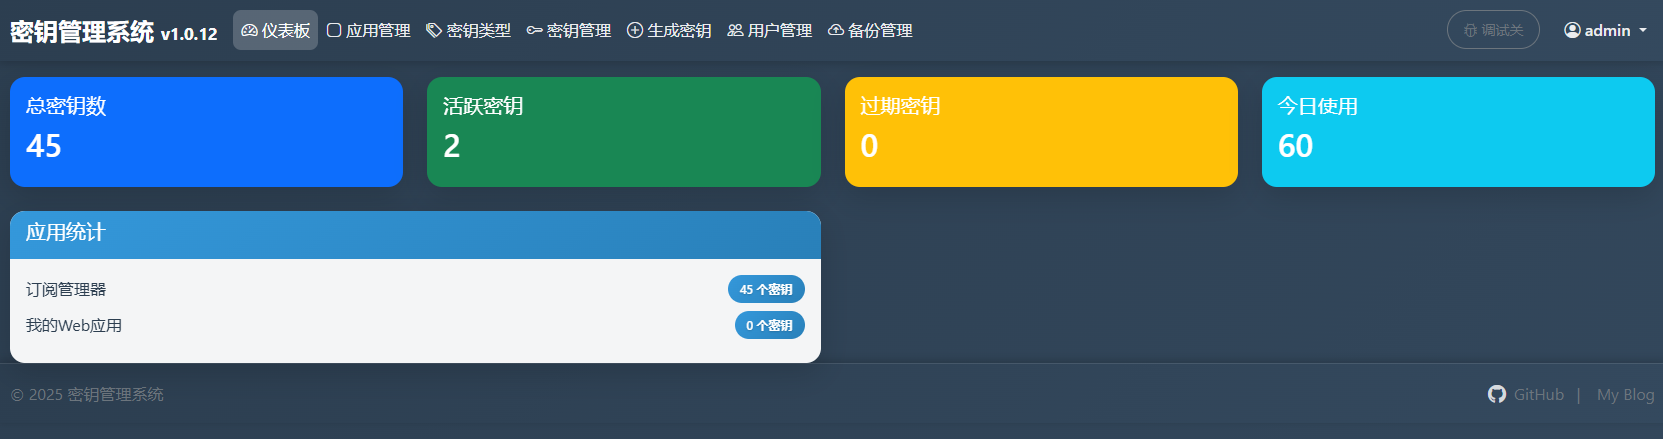 密钥管理系统 v1.0.12 仪表板 应用管理 密钥类型 密钥管理 生成密钥 用户管理 备份管理 调试关 admin
总密钥数 活跃密钥 过期密钥 今日使用
45 2 0 60
应用统计
订阅管理器 45 个密钥
我的Web应用 0 个密钥
© 2025 密钥管理系统 GitHub | My Blog